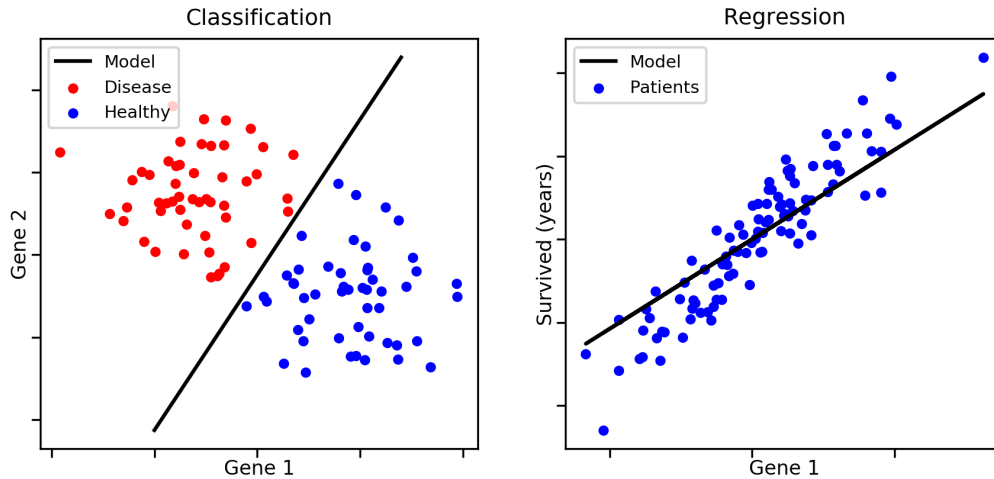 Classification
Model
Disease
Healthy
Gene 2
Gene 1
Regression
Model
Patients
Survived (years)
Gene 1